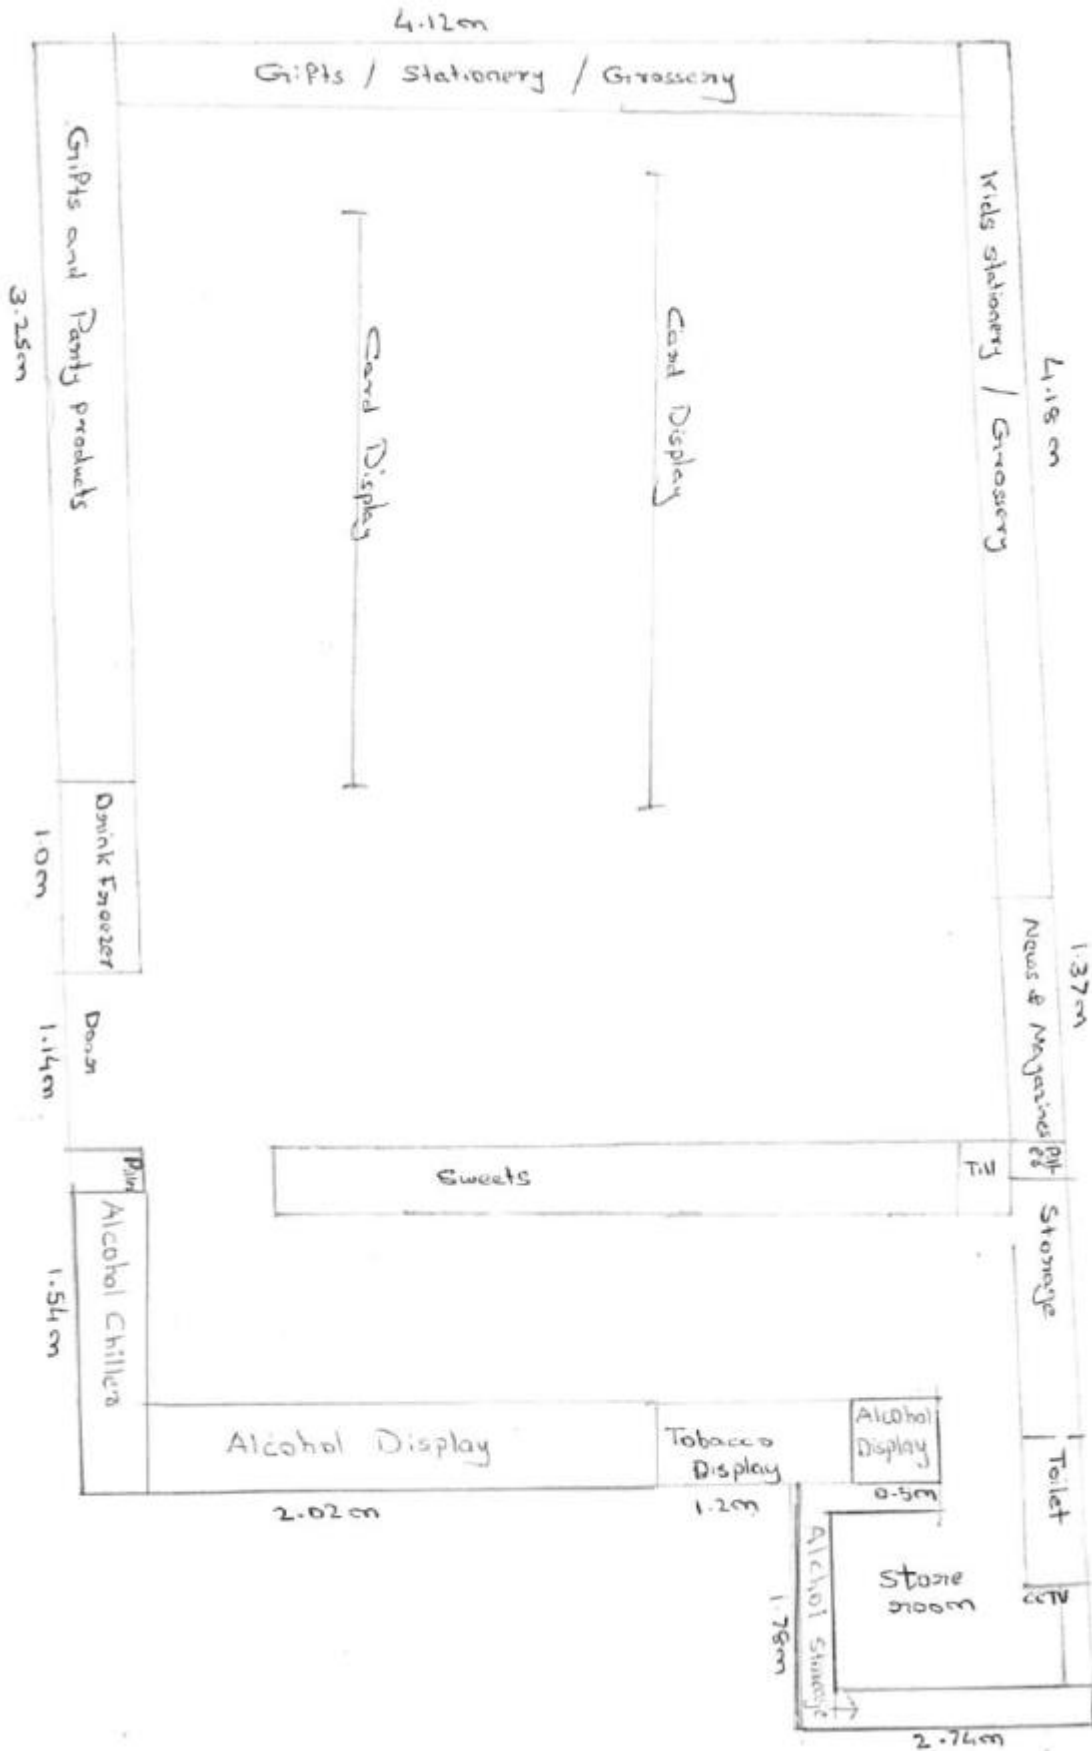 4.12m
Gifts / Stationery / Grossery
Gifts and Party products
3.25m
Card Display
Card Display
Kids stationery / Grossery
4.18m
Drink Freezer
1.0m
Door
1.14m
News & Magazines
1.37m
Sweets
Till
Storage
Alcohol Chiller
1.54m
Alcohol Display
2.02m
Tobacco
Display
1.2m
Alcohol
Display
0.5m
Toilet
CCTV
Store
room
Alchol Storage
1.78m
2.74m